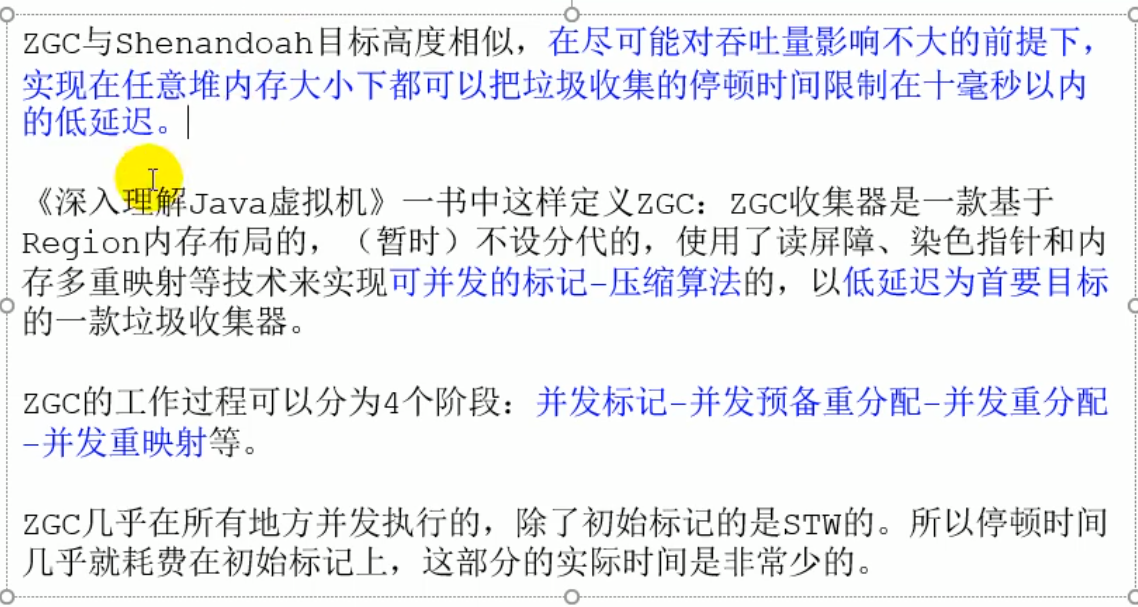 ZGC与Shenandoah目标高度相似，在尽可能对吞吐量影响不大的前提下，
实现在任意堆内存大小下都可以把垃圾收集的停顿时间限制在十毫秒以内
的低延迟。
《深入理解Java虚拟机》一书中这样定义ZGC：ZGC收集器是一款基于
Region内存布局的，（暂时）不设分代的，使用了读屏障、染色指针和内
存多重映射等技术来实现可并发的标记-压缩算法的，以低延迟为首要目标
的一款垃圾收集器。
ZGC的工作过程可以分为4个阶段：并发标记-并发预备重分配-并发重分配
-并发重映射等。
ZGC几乎在所有地方并发执行的，除了初始标记的是STW的。所以停顿时间
几乎就耗费在初始标记上，这部分的实际时间是非常少的。